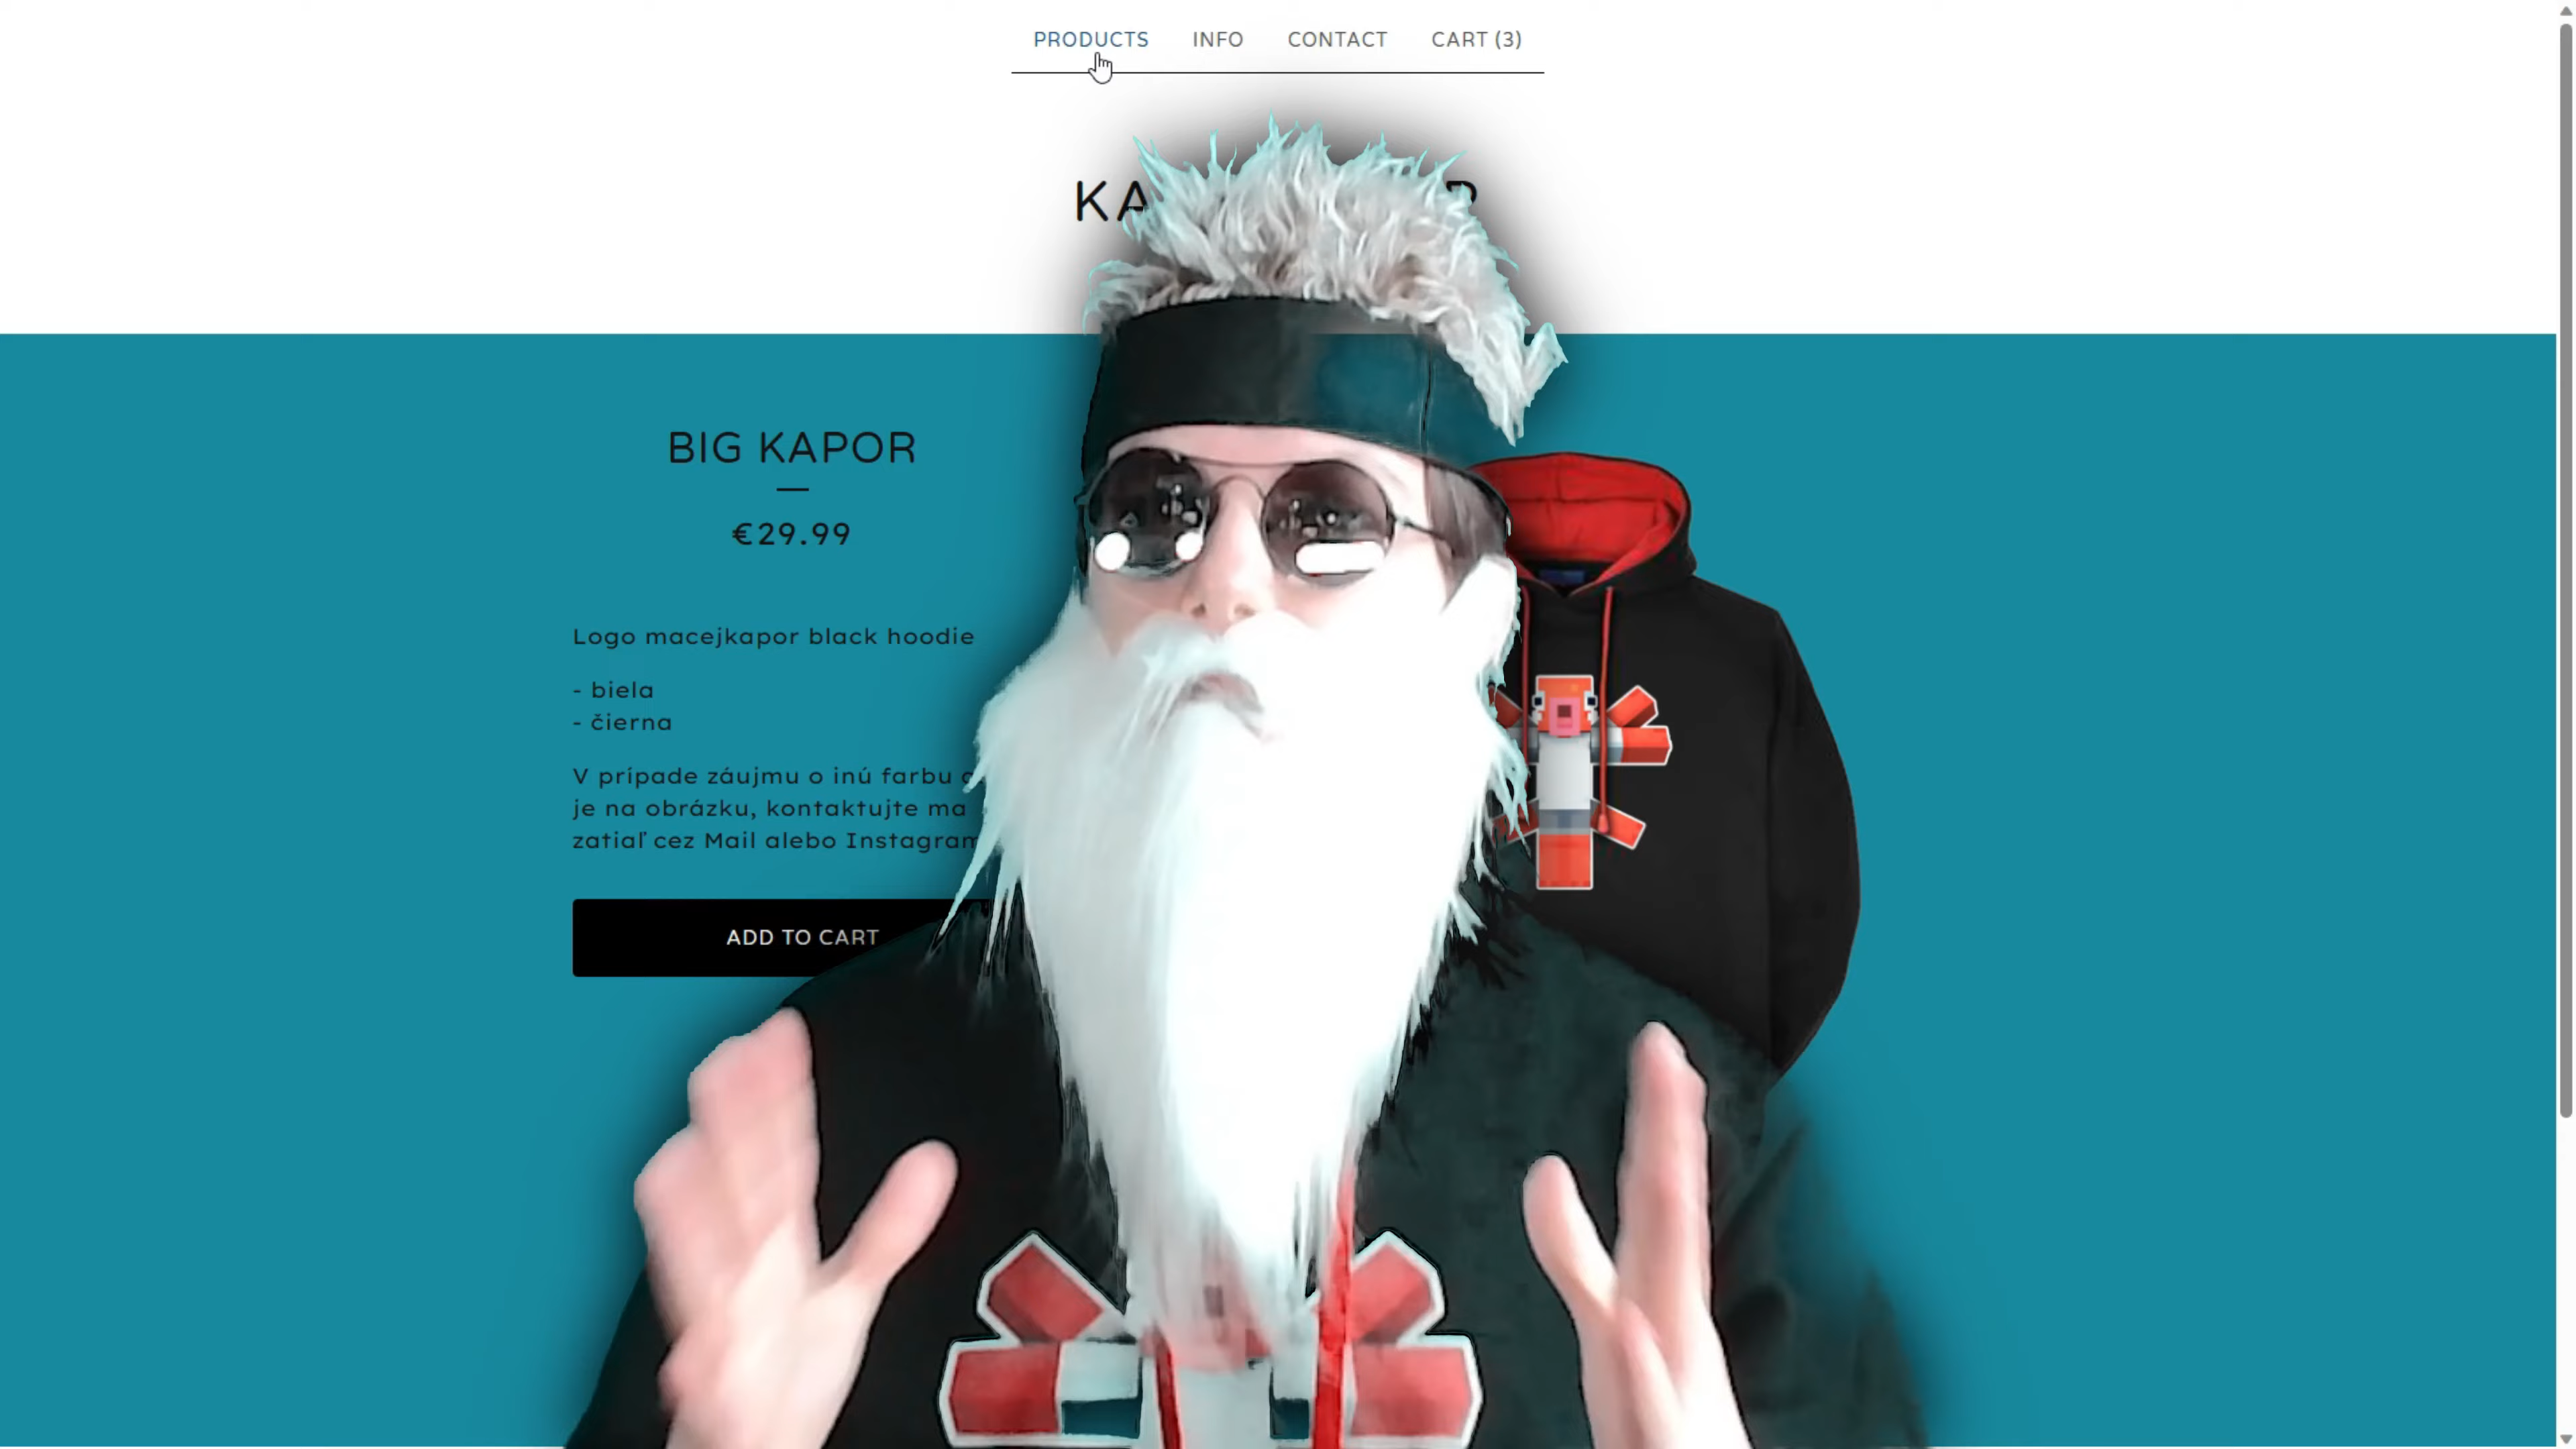 PRODUCTS INFO CONTACT CART (3)
BIG KAPOR
€29.99
Logo macejkapor black hoodie
- biela
- čierna
V prípade záujmu o inú farbu
je na obrázku, kontaktujte ma
zatiaľ cez Mail alebo Instagram
ADD TO CART